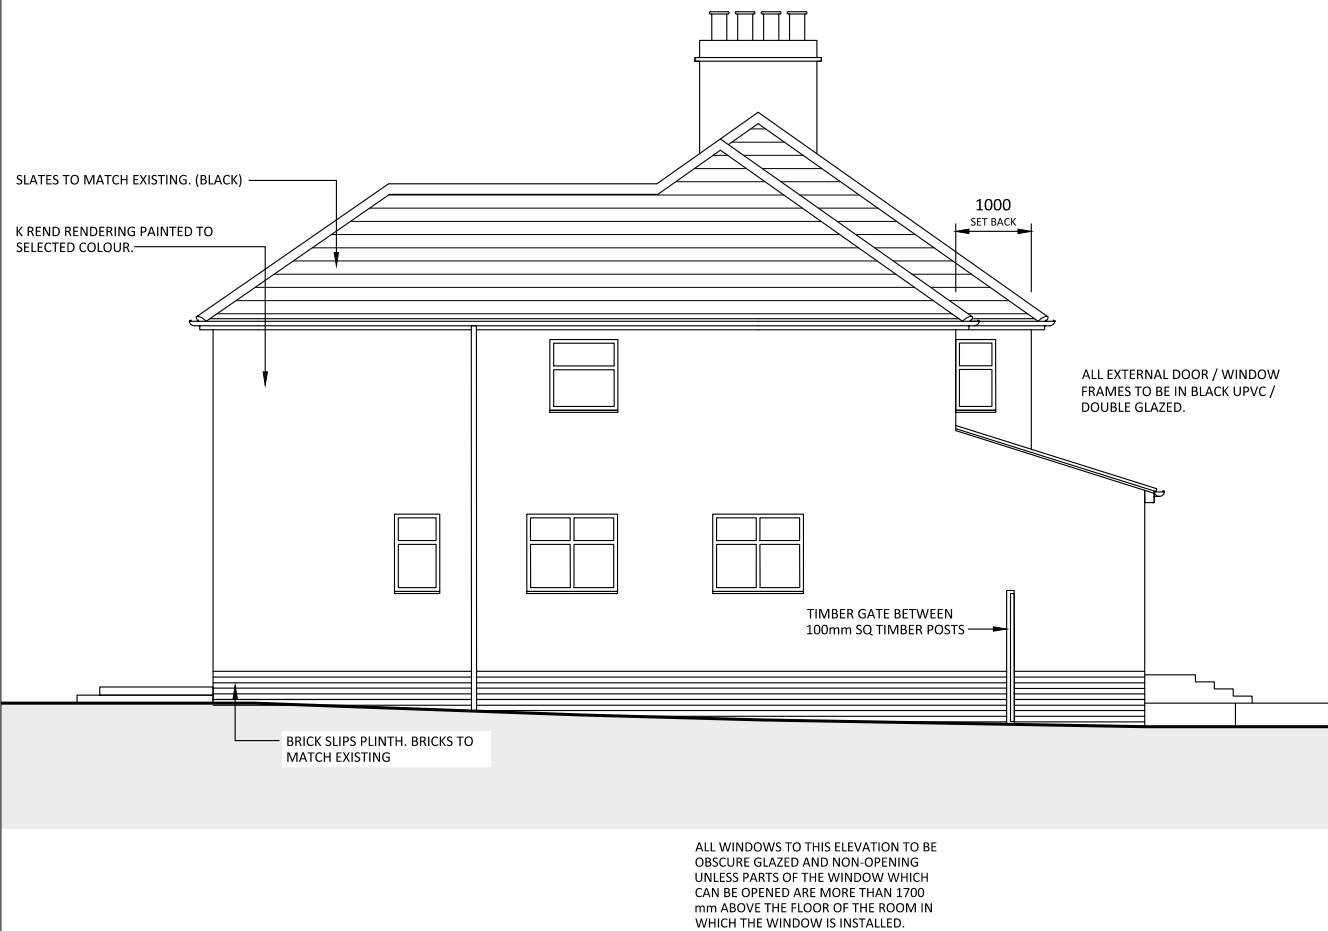 SLATES TO MATCH EXISTING. (BLACK)
K REND RENDERING PAINTED TO
SELECTED COLOUR.
1000
SET BACK
ALL EXTERNAL DOOR / WINDOW
FRAMES TO BE IN BLACK UPVC /
DOUBLE GLAZED.
TIMBER GATE BETWEEN
100mm SQ TIMBER POSTS
BRICK SLIPS PLINTH. BRICKS TO
MATCH EXISTING
ALL WINDOWS TO THIS ELEVATION TO BE
OBSCURE GLAZED AND NON-OPENING
UNLESS PARTS OF THE WINDOW WHICH
CAN BE OPENED ARE MORE THAN 1700
mm ABOVE THE FLOOR OF THE ROOM IN
WHICH THE WINDOW IS INSTALLED.